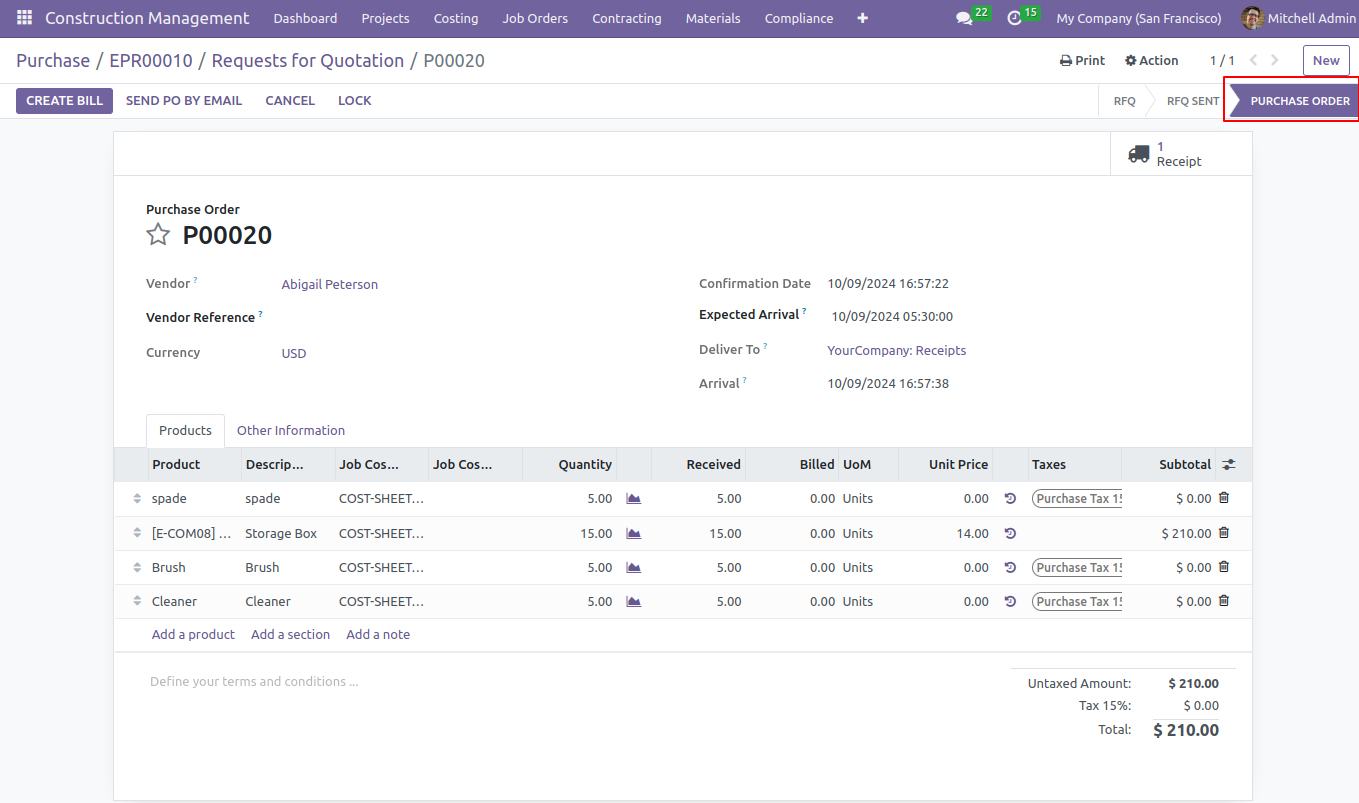 Construction Management Dashboard Projects Costing Job Orders Contracting Materials Compliance 22 15 My Company (San Francisco) Mitchell Admin
Purchase / EPR00010 / Requests for Quotation / P00020 Print Action 1 / 1 New
CREATE BILL SEND PO BY EMAIL CANCEL LOCK RFQ RFQ SENT PURCHASE ORDER
1
Receipt
Purchase Order
P00020
Vendor ? Abigail Peterson Confirmation Date 10/09/2024 16:57:22
Vendor Reference ? Expected Arrival ? 10/09/2024 05:30:00
Currency USD Deliver To ? YourCompany: Receipts
Arrival ? 10/09/2024 16:57:38
Products Other Information
Product Descrip... Job Cos... Job Cos... Quantity Received Billed UoM Unit Price Taxes Subtotal
spade spade COST-SHEET... 5.00 5.00 0.00 Units 0.00 Purchase Tax 15 $ 0.00
[E-COM08] ... Storage Box COST-SHEET... 15.00 15.00 0.00 Units 14.00 $ 210.00
Brush Brush COST-SHEET... 5.00 5.00 0.00 Units 0.00 Purchase Tax 15 $ 0.00
Cleaner Cleaner COST-SHEET... 5.00 5.00 0.00 Units 0.00 Purchase Tax 15 $ 0.00
Add a product Add a section Add a note
Define your terms and conditions ...
Untaxed Amount: $ 210.00
Tax 15%: $ 0.00
Total: $ 210.00